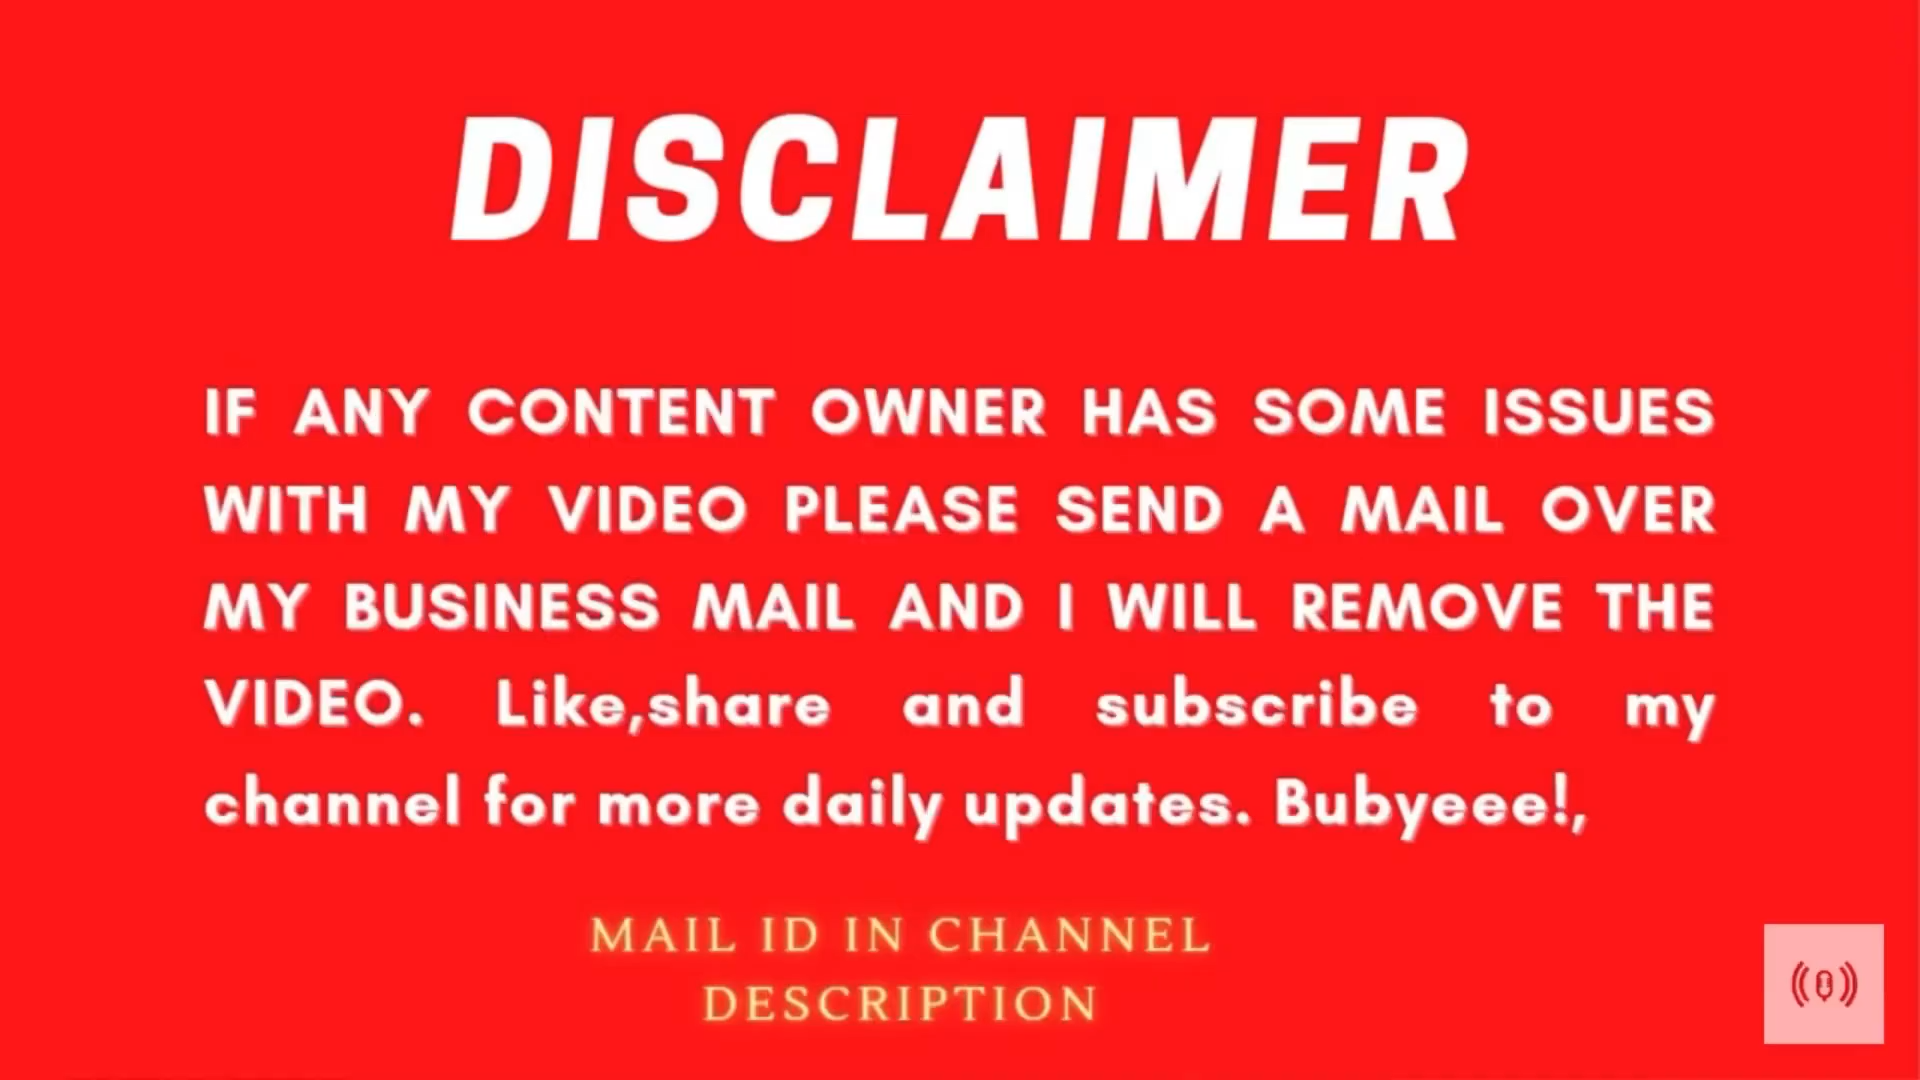 DISCLAIMER
IF ANY CONTENT OWNER HAS SOME ISSUES
WITH MY VIDEO PLEASE SEND A MAIL OVER
MY BUSINESS MAIL AND I WILL REMOVE THE
VIDEO. Like,share and subscribe to my
channel for more daily updates. Bubyeee!,
MAIL ID IN CHANNEL
DESCRIPTION